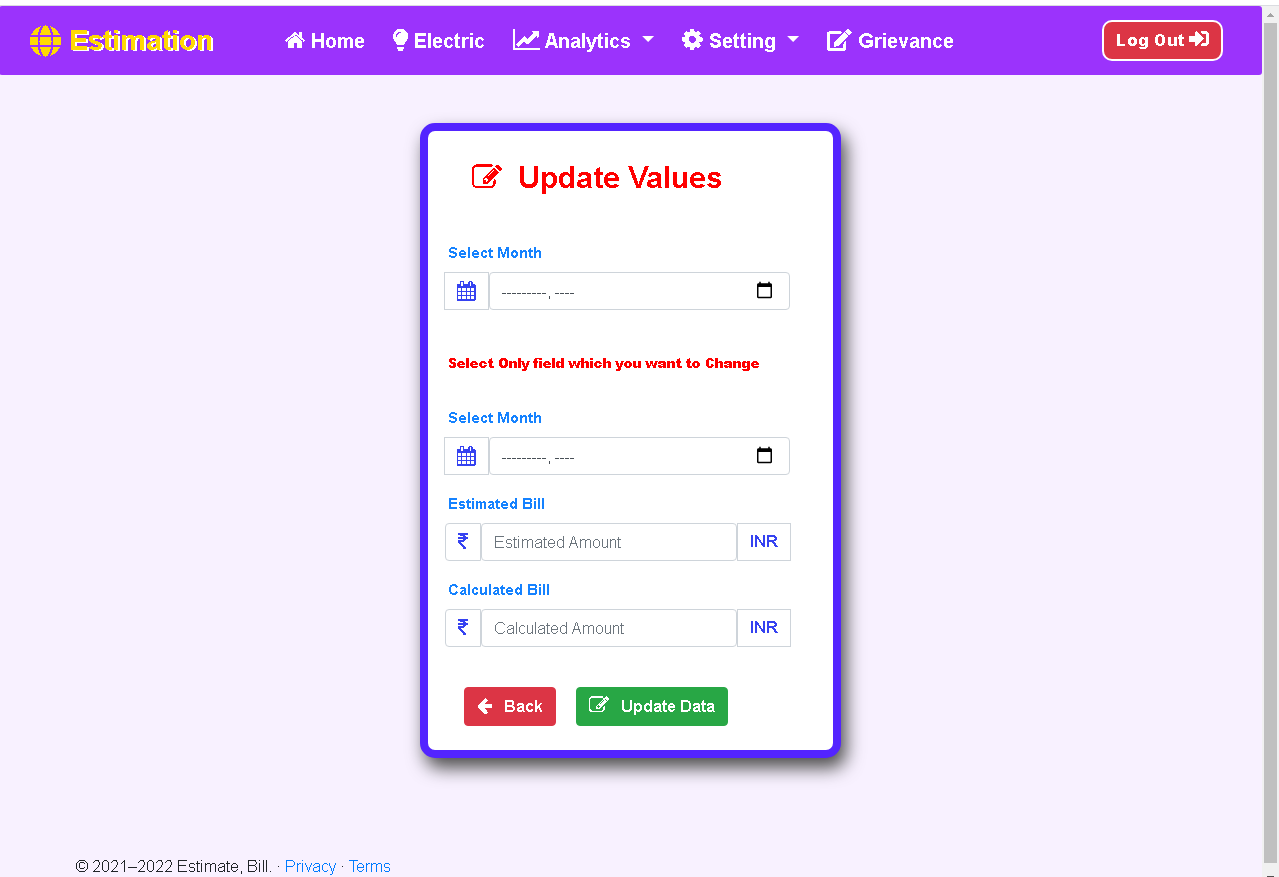 Estimation Home Electric Analytics Setting Grievance Log Out
Update Values
Select Month
---------, ----
Select Only field which you want to Change
Select Month
---------, ----
Estimated Bill
₹ Estimated Amount INR
Calculated Bill
₹ Calculated Amount INR
Back Update Data
© 2021–2022 Estimate, Bill. · Privacy · Terms